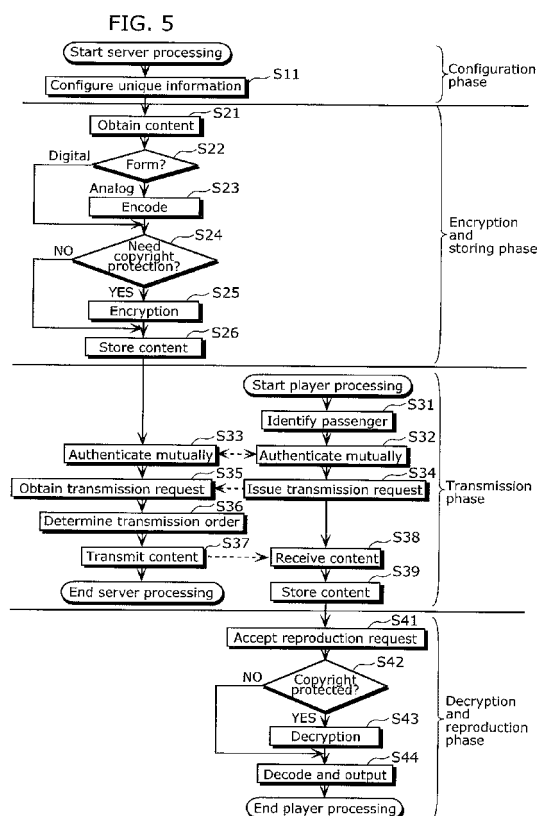 FIG. 5
Start server processing
S11
Configure unique information
Configuration
phase
S21
Obtain content
S22
Digital
Form?
Analog
S23
Encode
S24
NO
Need
copyright
protection?
YES
S25
Encryption
S26
Store content
Encryption
and
storing phase
Start player processing
S31
Identify passenger
S33
Authenticate mutually
S32
Authenticate mutually
S35
Obtain transmission request
S34
Issue transmission request
S36
Determine transmission order
S37
Transmit content
S38
Receive content
End server processing
S39
Store content
Transmission
phase
S41
Accept reproduction request
S42
NO
Copyright
protected?
YES
S43
Decryption
S44
Decode and output
End player processing
Decryption
and
reproduction
phase